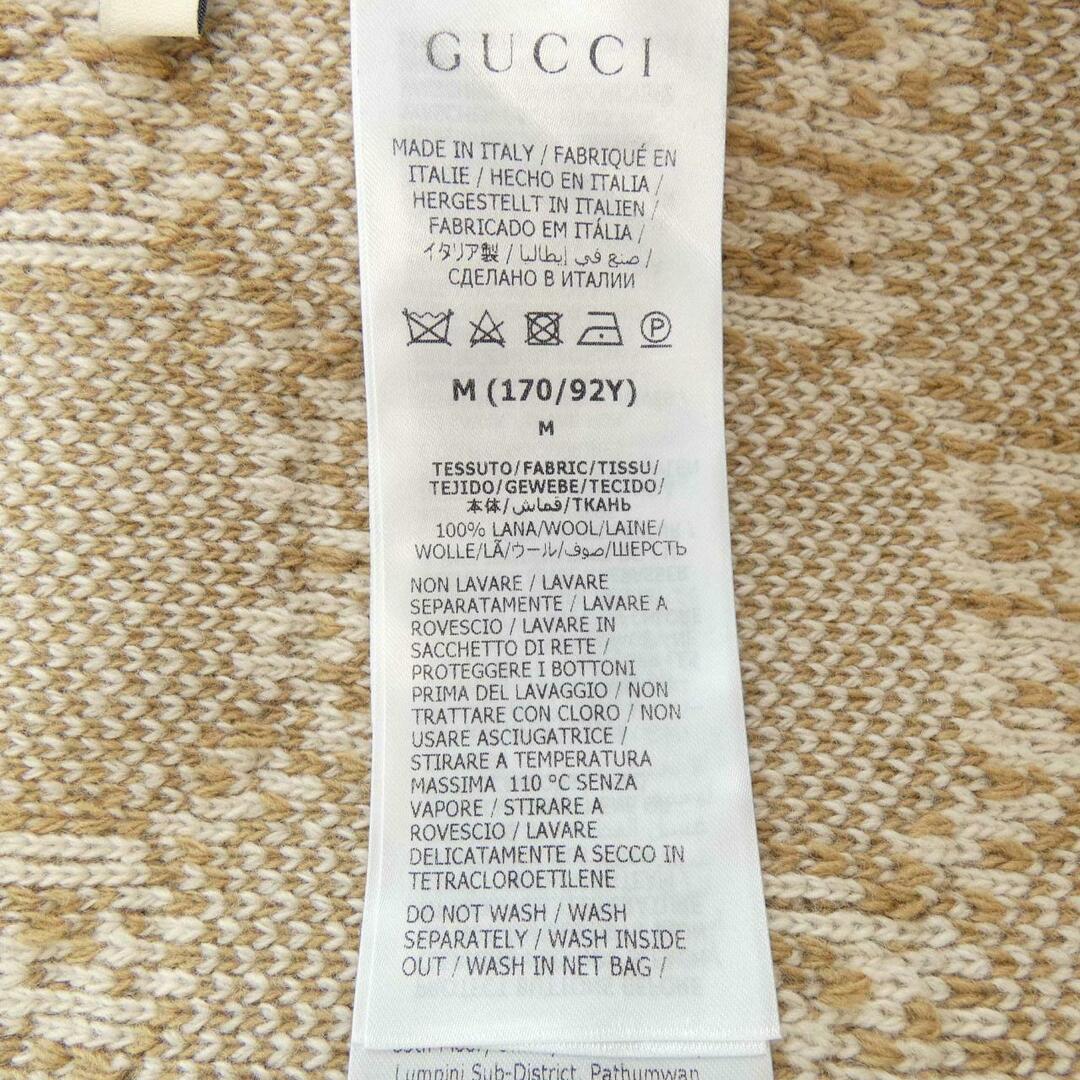 GUCCI
MADE IN ITALY / FABRIQUÉ EN
ITALIE / HECHO EN ITALIA /
HERGESTELLT IN ITALIEN /
FABRICADO EM ITÁLIA /
イタリア製 / صنع في إيطاليا /
СДЕЛАНО В ИТАЛИИ
P
M (170/92Y)
M
TESSUTO/FABRIC/TISSU/
TEJIDO/GEWEBE/TECIDO/
本体/قماش/ТКАНЬ
100% LANA/WOOL/LAINE/
WOLLE/LÃ/ウール/صوف/ШЕРСТЬ
NON LAVARE / LAVARE
SEPARATAMENTE / LAVARE A
ROVESCIO / LAVARE IN
SACCHETTO DI RETE /
PROTEGGERE I BOTTONI
PRIMA DEL LAVAGGIO / NON
TRATTARE CON CLORO / NON
USARE ASCIUGATRICE /
STIRARE A TEMPERATURA
MASSIMA 110 °C SENZA
VAPORE / STIRARE A
ROVESCIO / LAVARE
DELICATAMENTE A SECCO IN
TETRACLOROETILENE
DO NOT WASH / WASH
SEPARATELY / WASH INSIDE
OUT / WASH IN NET BAG /
Lumpini Sub-District, Pathumwan